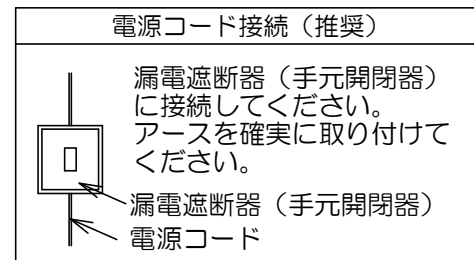 電源コード接続（推奨）
漏電遮断器（手元開閉器）
に接続してください。
アースを確実に取り付けて
ください。
漏電遮断器（手元開閉器）
電源コード